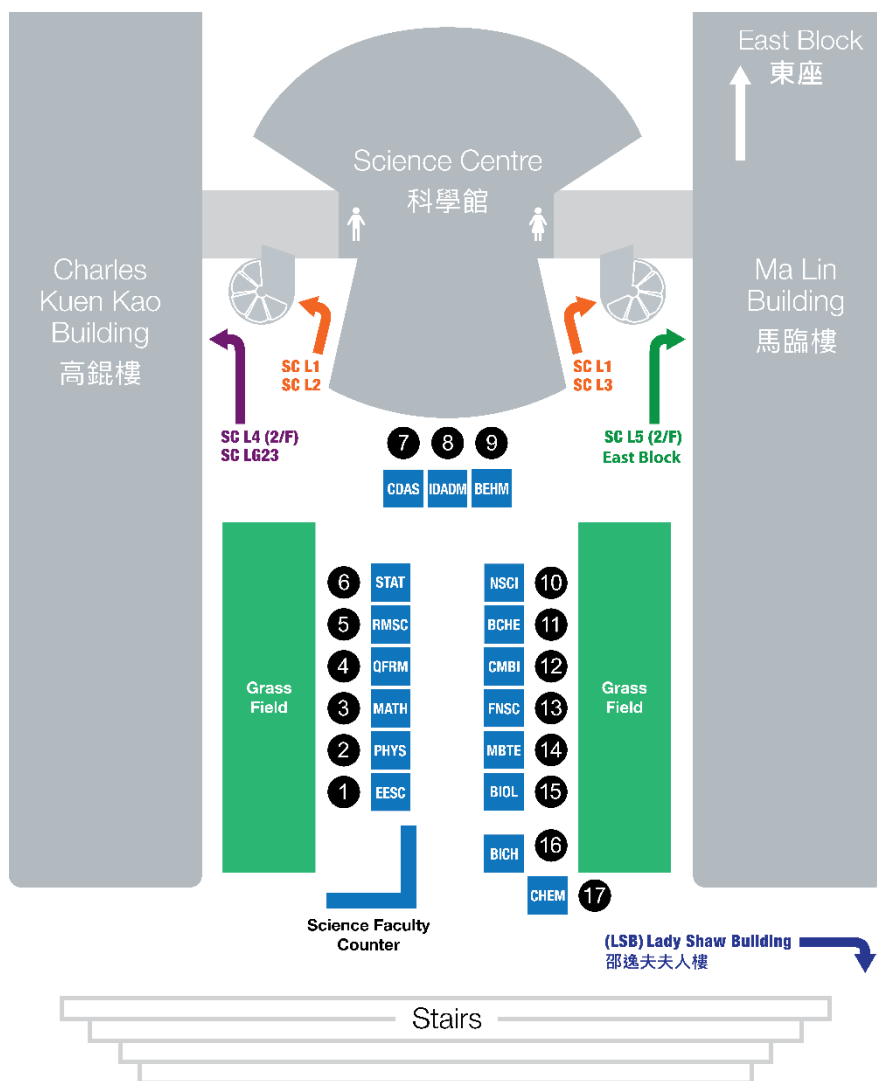 East Block
東座
Science Centre
科學館
Charles
Kuen Kao
Building
高錕樓
Ma Lin
Building
馬臨樓
SC L1
SC L2
SC L1
SC L3
SC L4 (2/F)
SC LG23
SC L5 (2/F)
East Block
7 8 9
CDAS IDADM BEHM
6 STAT NSCI 10
5 RMSC BCHE 11
4 QFRM CMBI 12
Grass
Field
Grass
Field
3 MATH FNSC 13
2 PHYS MBTE 14
1 EESC BIOL 15
BICH 16
CHEM 17
Science Faculty
Counter
(LSB) Lady Shaw Building
邵逸夫夫人樓
Stairs